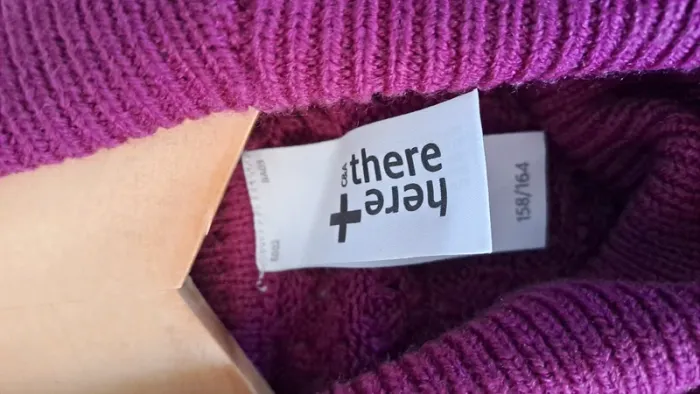 C&A
there
+
here
158/164